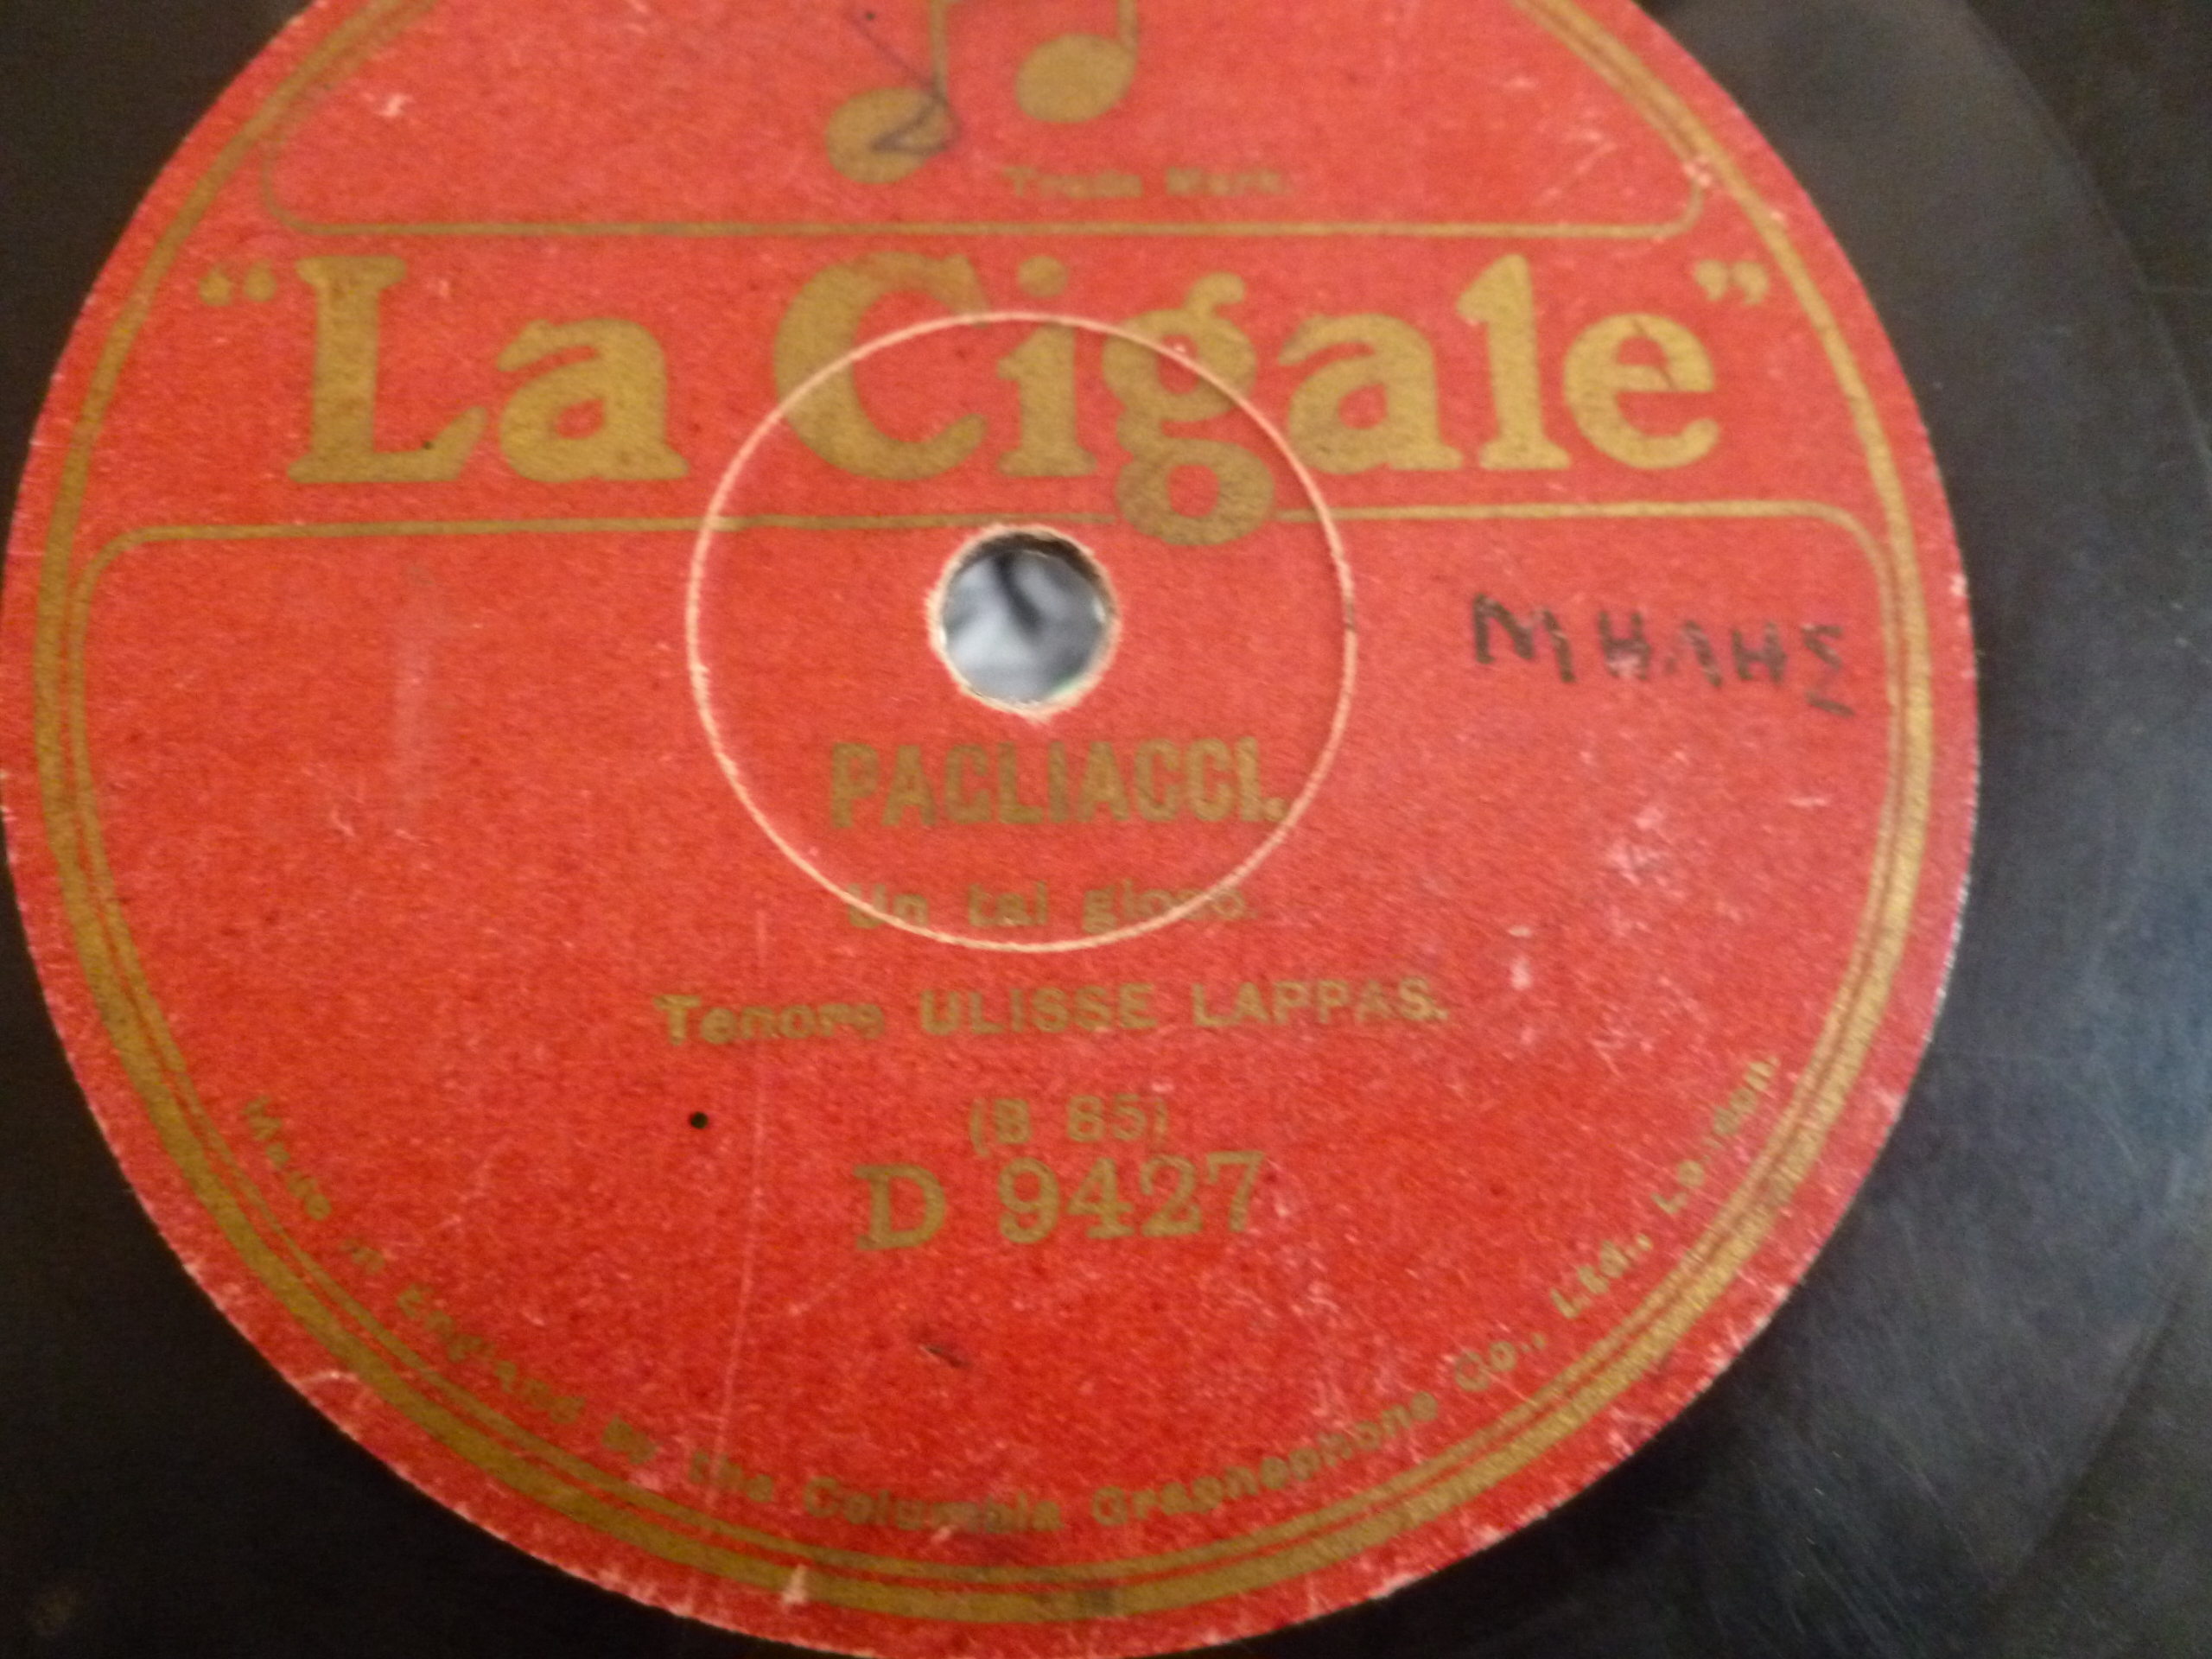 Trade Mark.
“La Cigale”
ΜΗΛΗΣ
PAGLIACCI.
Un tal gioco.
Tenore ULISSE LAPPAS.
(B 85)
D 9427
Made in England by the Columbia Graphophone Co., Ltd., London.